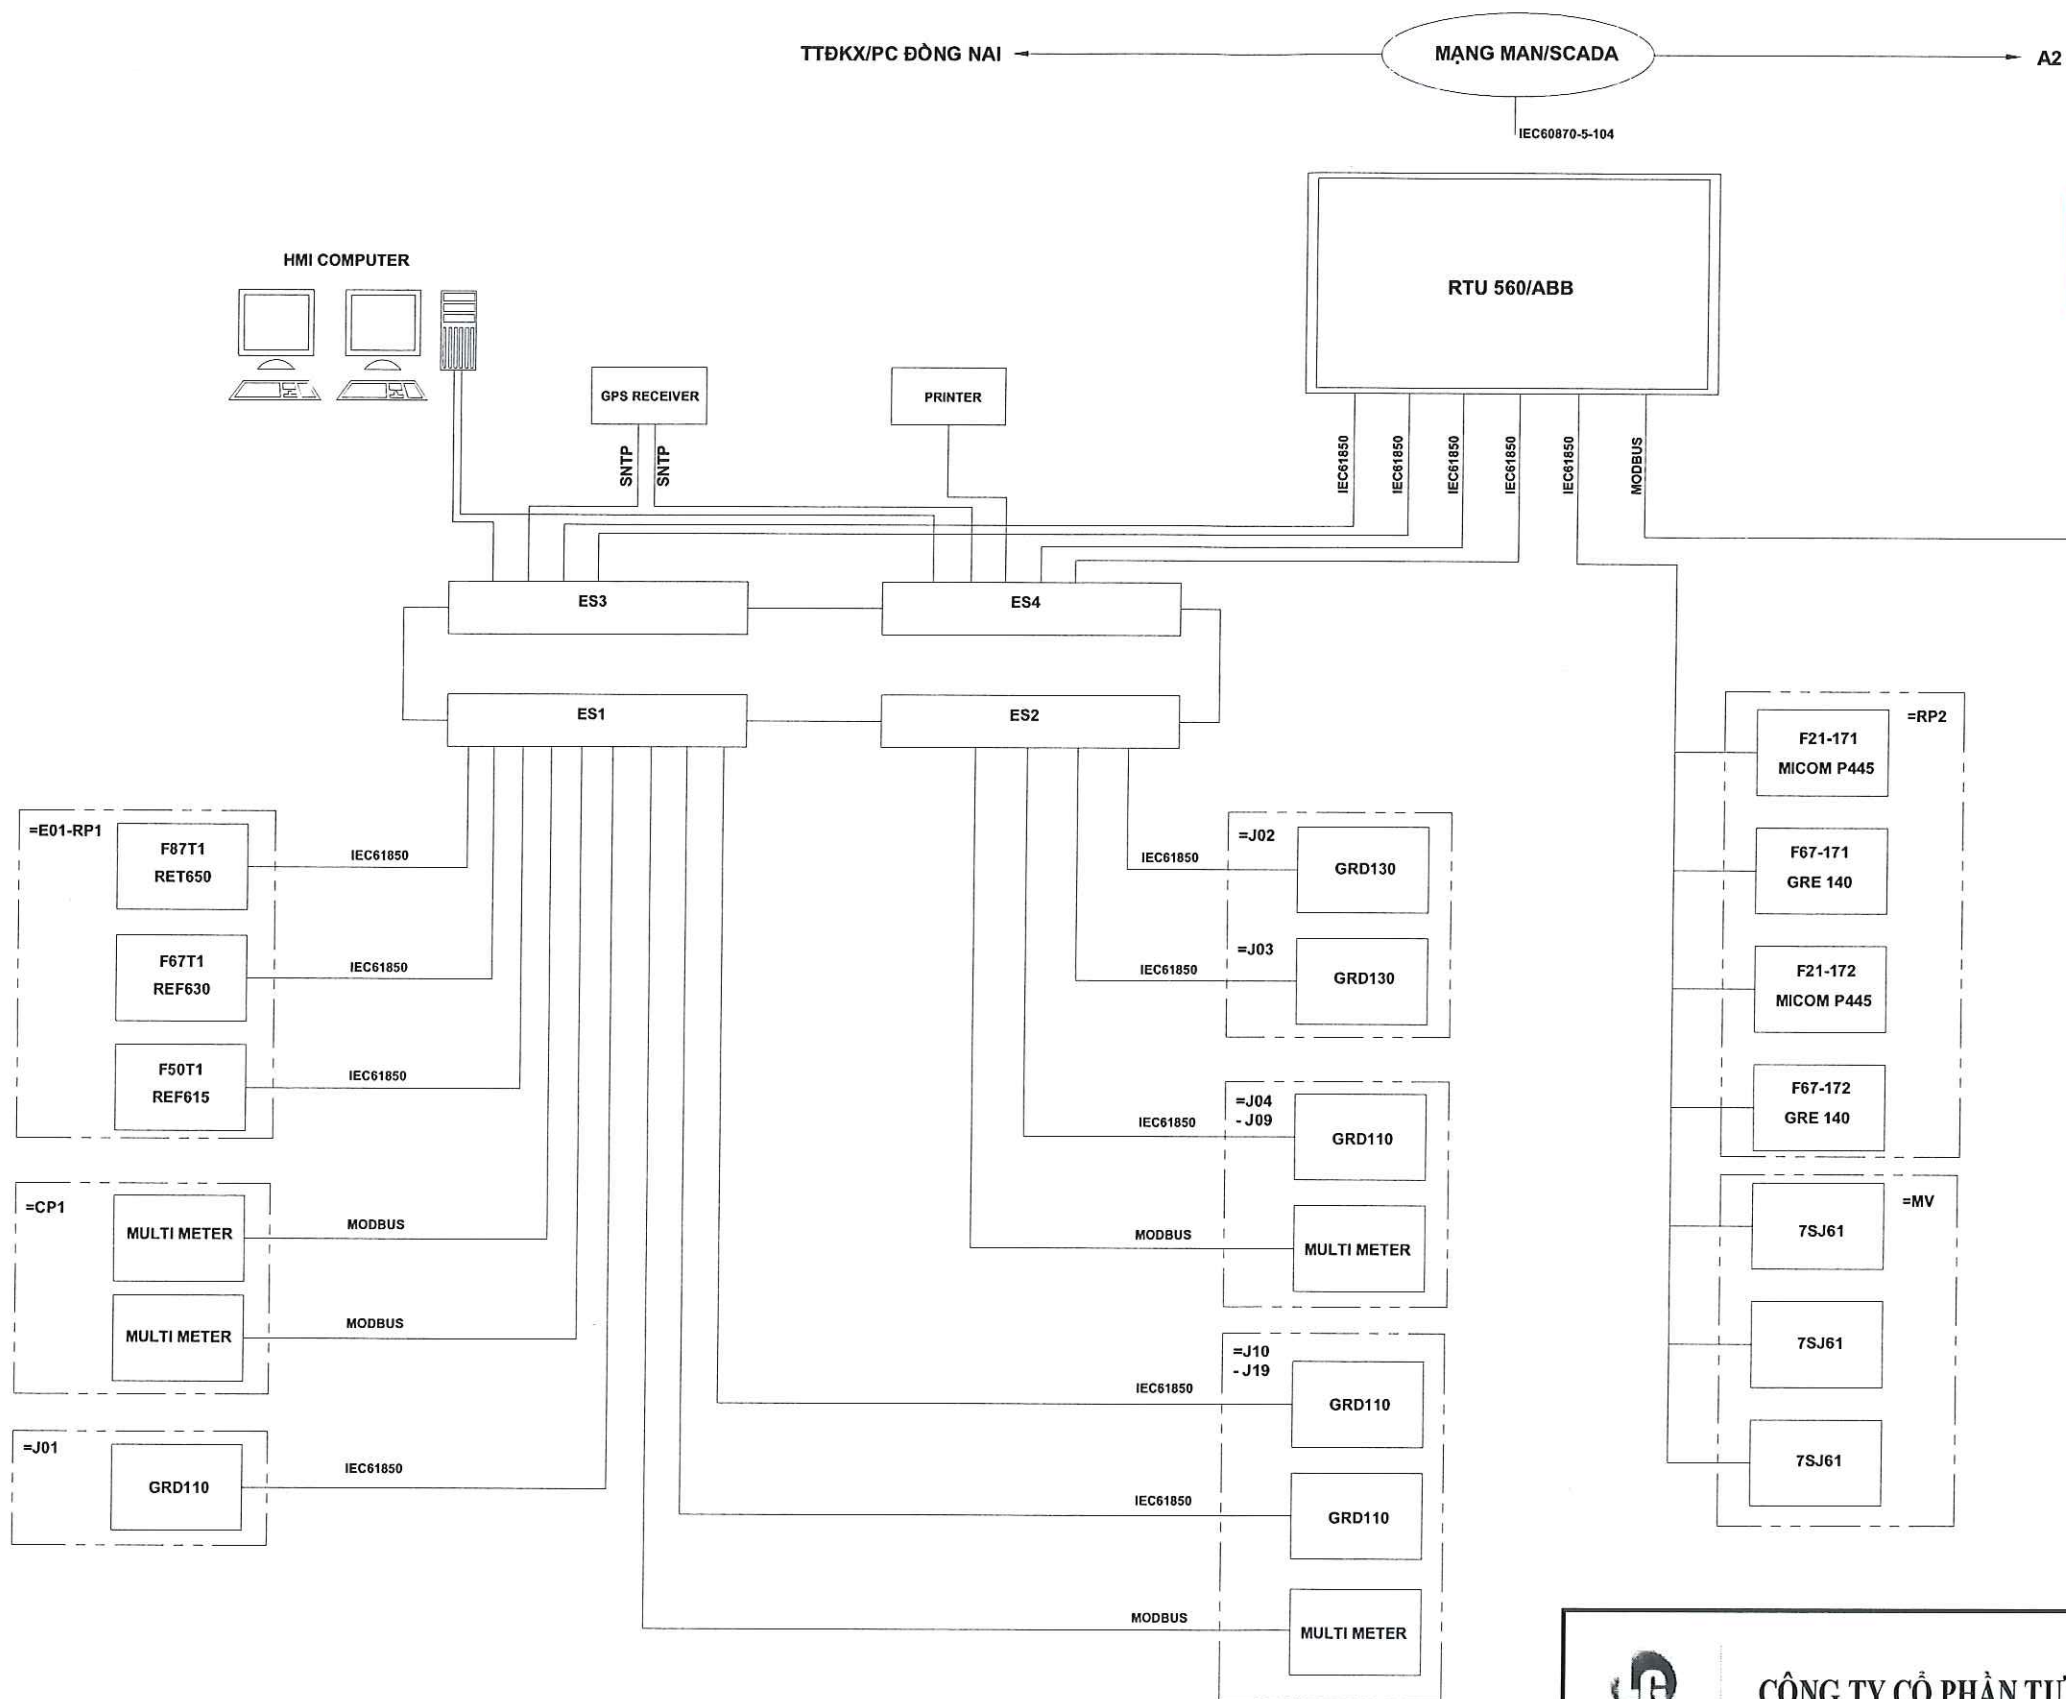 TTĐKX/PC ĐỒNG NAI
MẠNG MAN/SCADA
A2
IEC60870-5-104
HMI COMPUTER
RTU 560/ABB
GPS RECEIVER
PRINTER
SNTP
SNTP
IEC61850
IEC61850
IEC61850
IEC61850
IEC61850
MODBUS
ES3
ES4
ES1
ES2
=E01-RP1
F87T1
RET650
IEC61850
F67T1
REF630
IEC61850
F50T1
REF615
IEC61850
=CP1
MULTI METER
MODBUS
MULTI METER
MODBUS
=J01
GRD110
IEC61850
=J02
IEC61850
GRD130
=J03
IEC61850
GRD130
=J04
- J09
IEC61850
GRD110
MODBUS
MULTI METER
=J10
- J19
IEC61850
GRD110
IEC61850
GRD110
MODBUS
MULTI METER
=RP2
F21-171
MICOM P445
F67-171
GRE 140
F21-172
MICOM P445
F67-172
GRE 140
=MV
7SJ61
7SJ61
7SJ61
CÔNG TY CỔ PHẦN TƯ